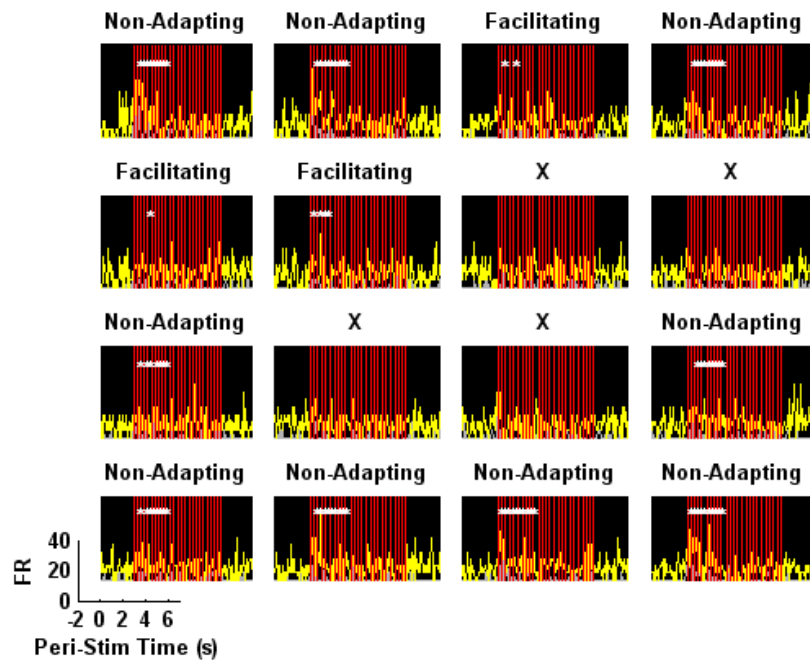 Non-Adapting Non-Adapting Facilitating Non-Adapting
Facilitating Facilitating X X
Non-Adapting X X Non-Adapting
Non-Adapting Non-Adapting Non-Adapting Non-Adapting
40
20
0
FR
-2 0 2 4 6
Peri-Stim Time (s)